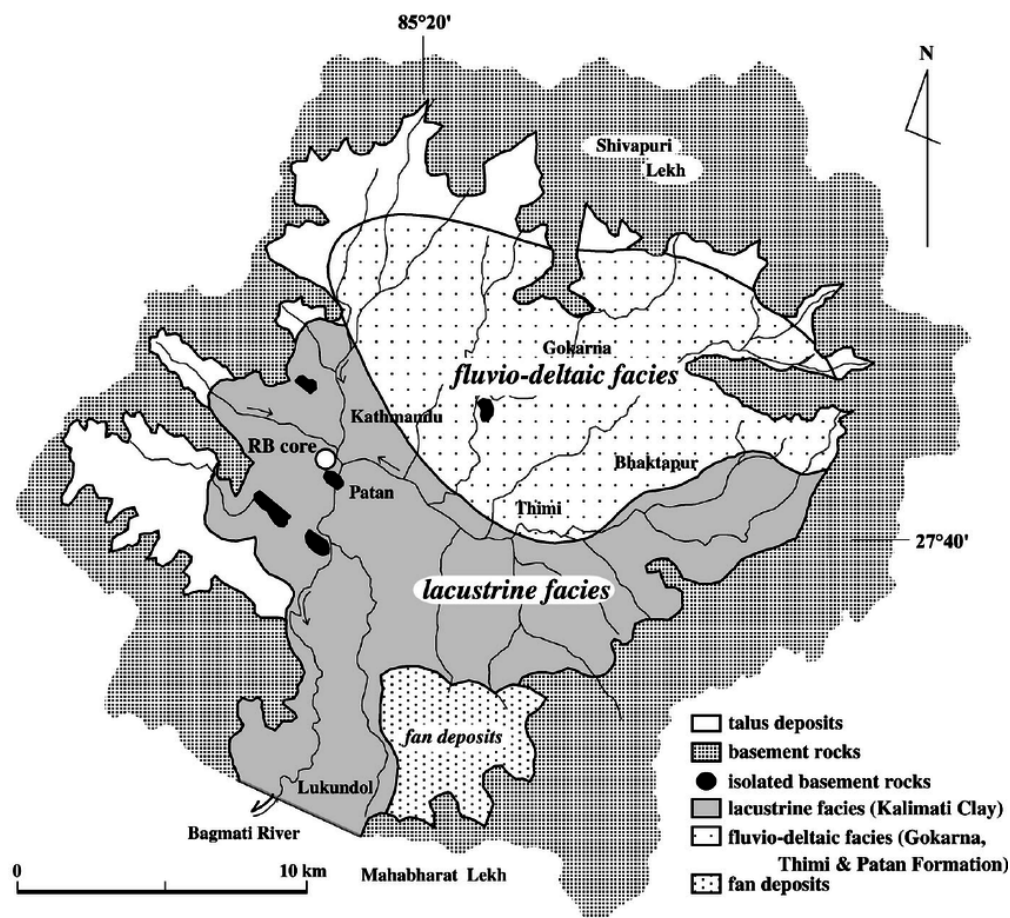 85°20'
N
Shivapuri
Lekh
Gokarna
fluvio-deltaic facies
Kathmandu
RB core
Bhaktapur
Patan
Thimi
27°40'
lacustrine facies
fan deposits
Lukundol
Bagmati River
Mahabharat Lekh
0
10 km
talus deposits
basement rocks
isolated basement rocks
lacustrine facies (Kalimati Clay)
fluvio-deltaic facies (Gokarna,
Thimi & Patan Formation)
fan deposits